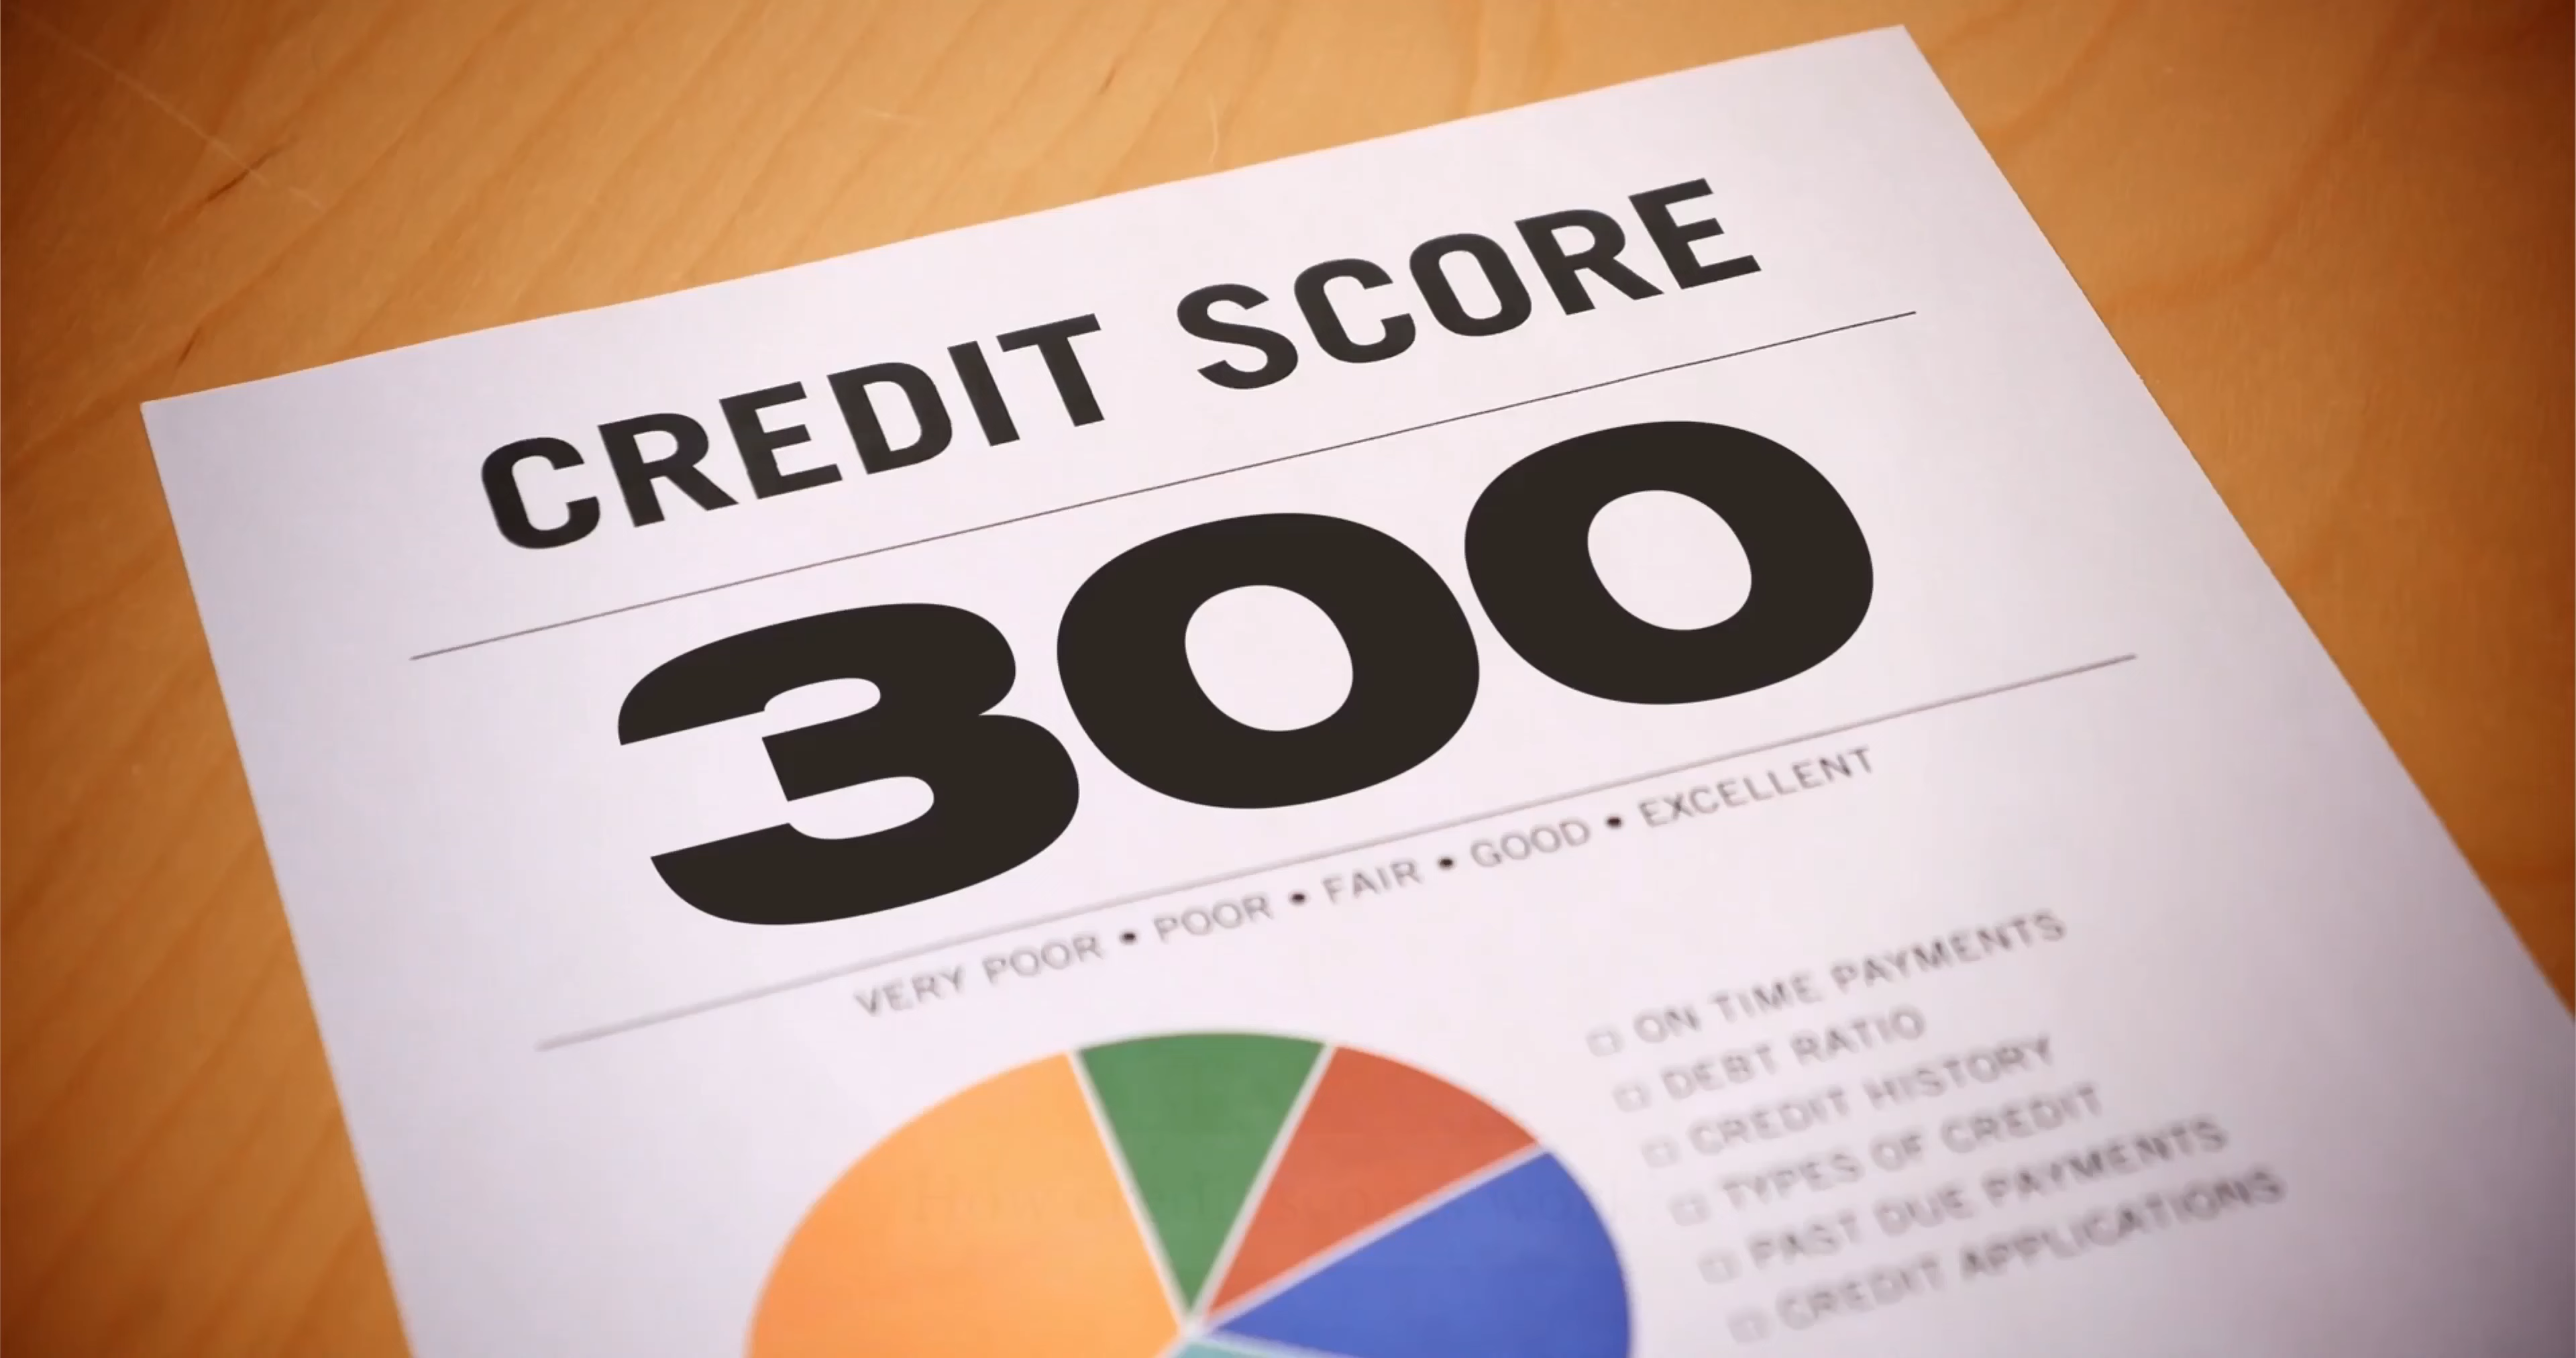 CREDIT SCORE
300
VERY POOR • POOR • FAIR • GOOD • EXCELLENT
ON TIME PAYMENTS
DEBT RATIO
CREDIT HISTORY
TYPES OF CREDIT
PAST DUE PAYMENTS
CREDIT APPLICATIONS